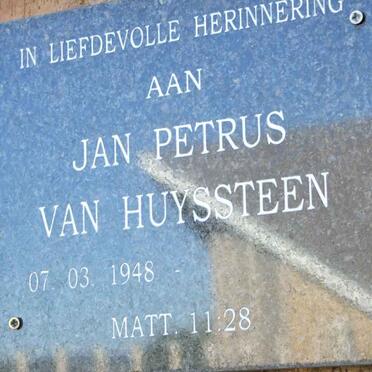 IN LIEFDEVOLLE HERINNERING
AAN
JAN PETRUS
VAN HUYSSTEEN
07. 03. 1948 -
MATT. 11:28